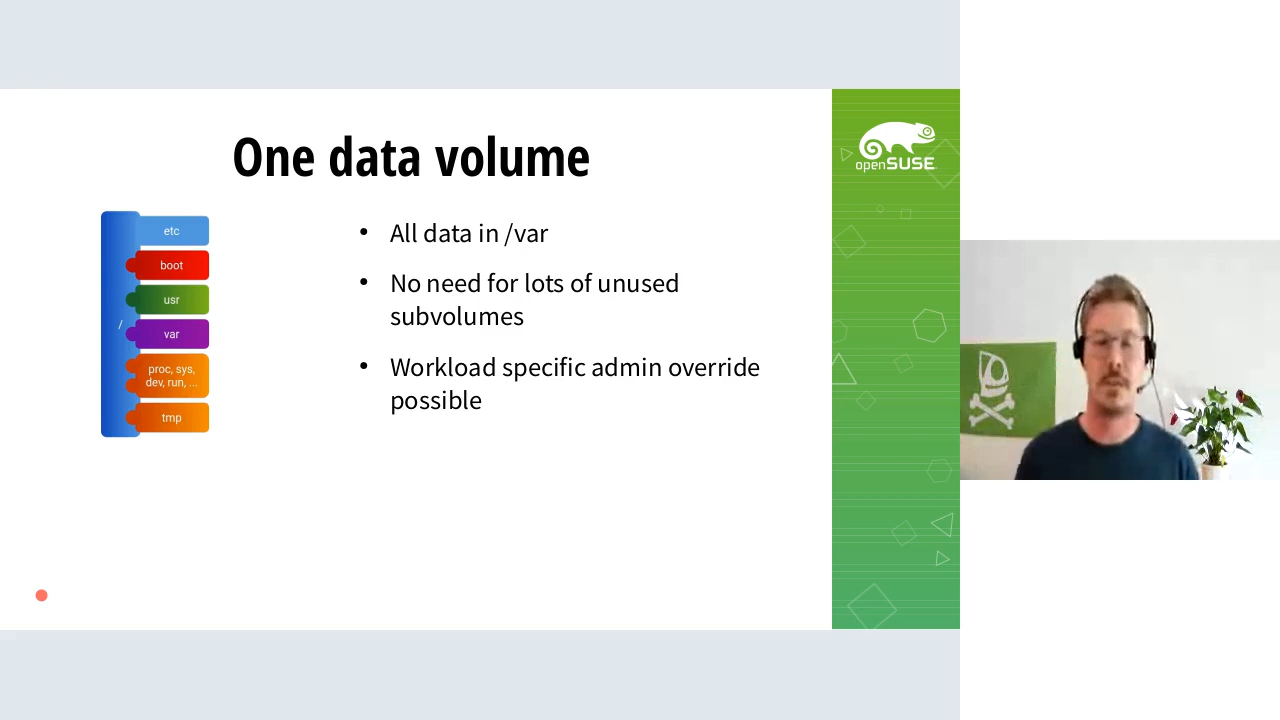 One data volume
openSUSE
etc
boot
usr
/
var
proc, sys,
dev, run, ...
tmp
• All data in /var
• No need for lots of unused
subvolumes
• Workload specific admin override
possible